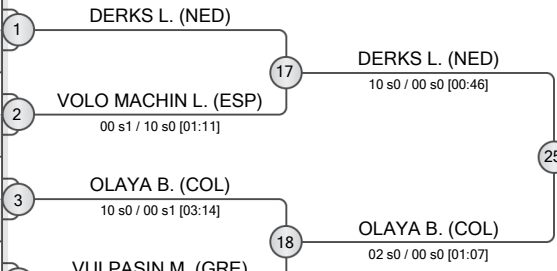 DERKS L. (NED)
1
17
DERKS L. (NED)
10 s0 / 00 s0 [00:46]
2
VOLO MACHIN L. (ESP)
00 s1 / 10 s0 [01:11]
25
3
OLAYA B. (COL)
10 s0 / 00 s1 [03:14]
18
OLAYA B. (COL)
02 s0 / 00 s0 [01:07]
VULPASIN M. (GRE)